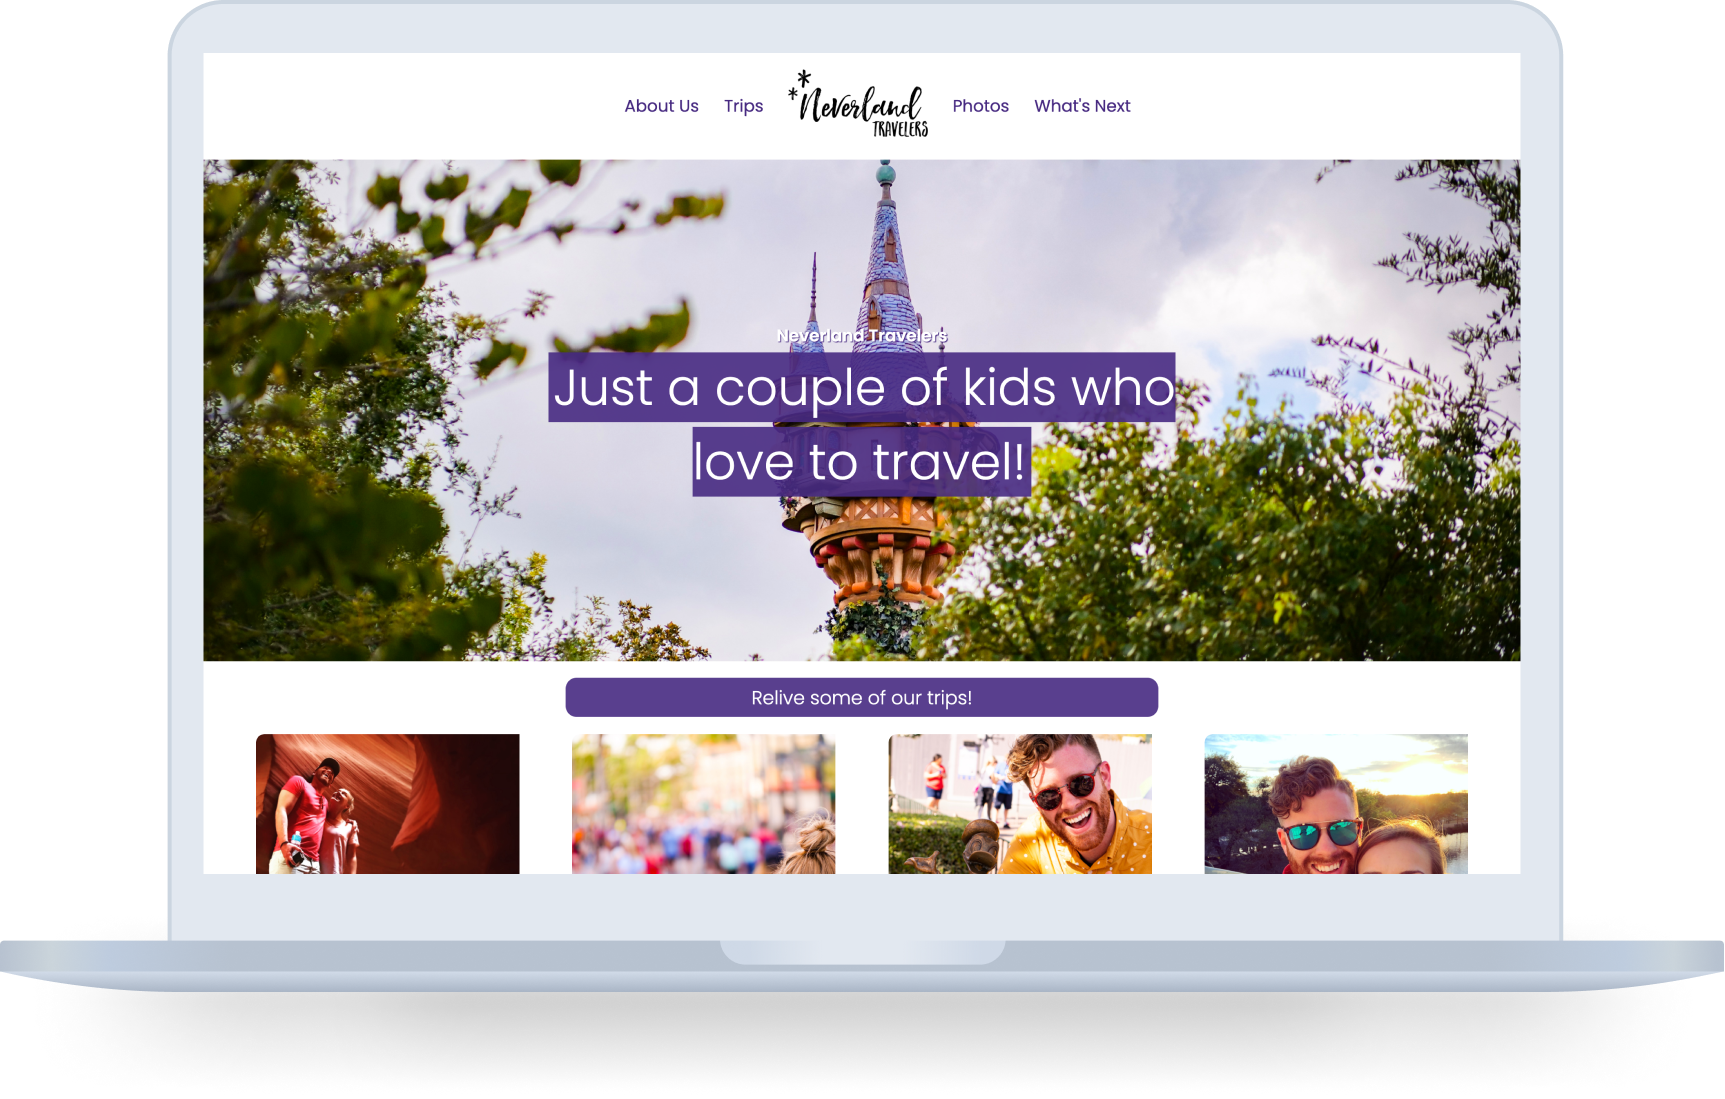 About Us Trips *Neverland TRAVELERS Photos What's Next
Neverland Travelers
Just a couple of kids who
love to travel!
Relive some of our trips!